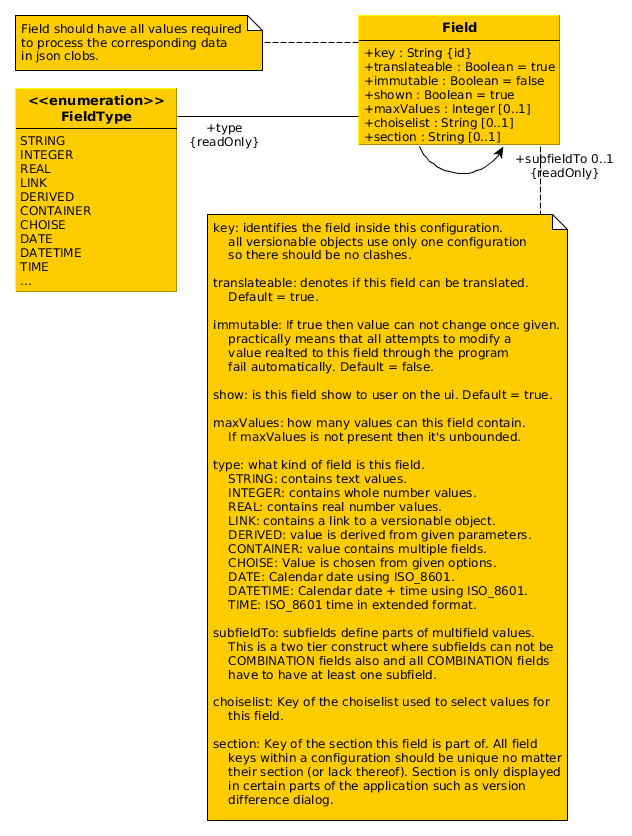 Field should have all values required
to process the corresponding data
in json clobs.
Field
+key : String {id}
+translateable : Boolean = true
+immutable : Boolean = false
+shown : Boolean = true
+maxValues : Integer [0..1]
+choiselist : String [0..1]
+section : String [0..1]
<<enumeration>>
FieldType
STRING
INTEGER
REAL
LINK
DERIVED
CONTAINER
CHOISE
DATE
DATETIME
TIME
...
+type
{readOnly}
+subfieldTo 0..1
{readOnly}
key: identifies the field inside this configuration.
all versionable objects use only one configuration
so there should be no clashes.
translateable: denotes if this field can be translated.
Default = true.
immutable: If true then value can not change once given.
practically means that all attempts to modify a
value realted to this field through the program
fail automatically. Default = false.
show: is this field show to user on the ui. Default = true.
maxValues: how many values can this field contain.
If maxValues is not present then it's unbounded.
type: what kind of field is this field.
STRING: contains text values.
INTEGER: contains whole number values.
REAL: contains real number values.
LINK: contains a link to a versionable object.
DERIVED: value is derived from given parameters.
CONTAINER: value contains multiple fields.
CHOISE: Value is chosen from given options.
DATE: Calendar date using ISO_8601.
DATETIME: Calendar date + time using ISO_8601.
TIME: ISO_8601 time in extended format.
subfieldTo: subfields define parts of multifield values.
This is a two tier construct where subfields can not be
COMBINATION fields also and all COMBINATION fields
have to have at least one subfield.
choiselist: Key of the choiselist used to select values for
this field.
section: Key of the section this field is part of. All field
keys within a configuration should be unique no matter
their section (or lack thereof). Section is only displayed
in certain parts of the application such as version
difference dialog.